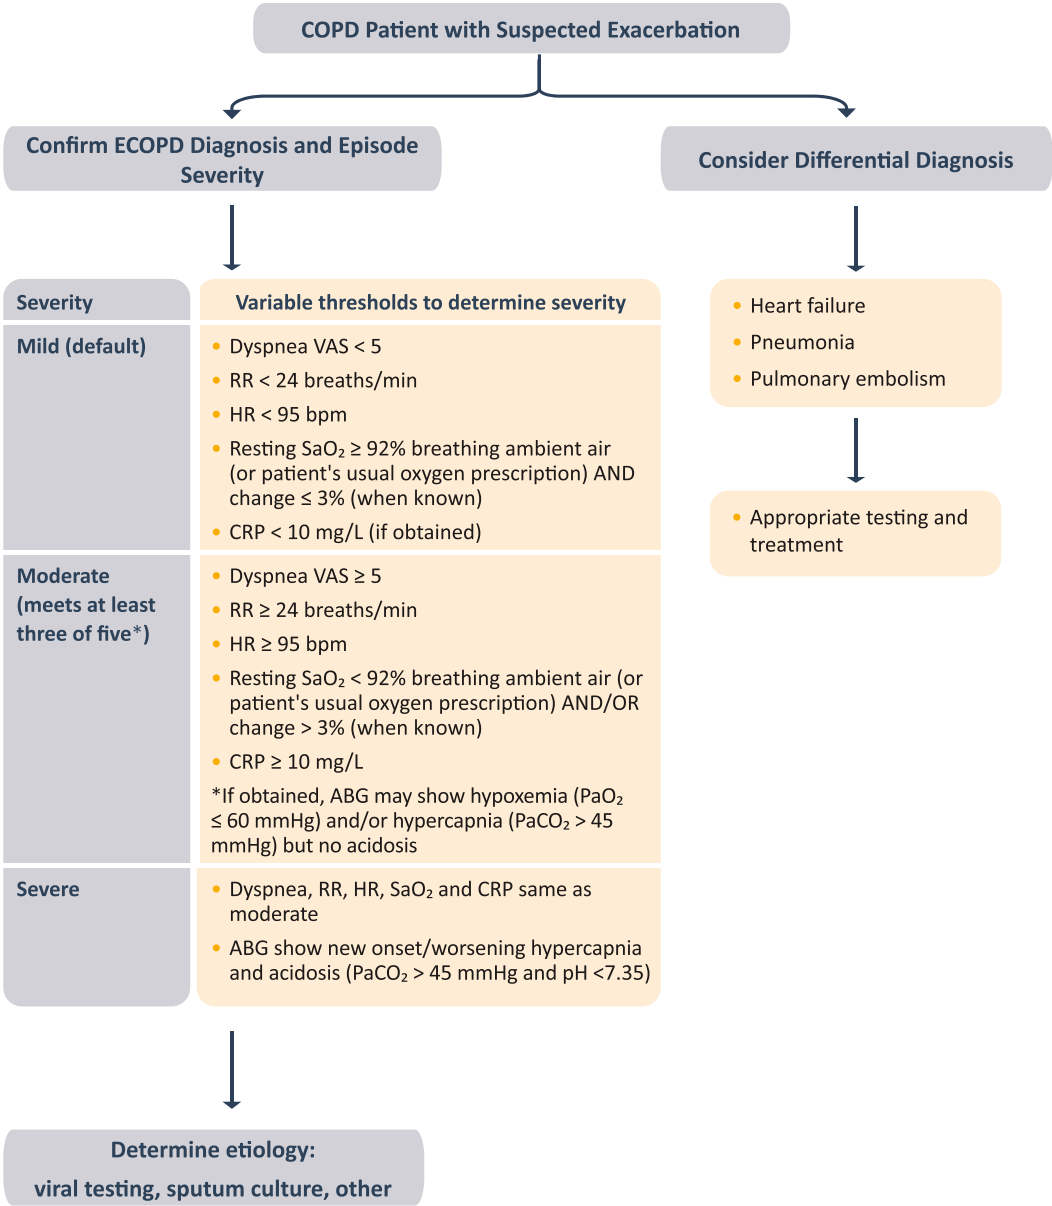 COPD Patient with Suspected Exacerbation
Confirm ECOPD Diagnosis and Episode
Severity
Consider Differential Diagnosis
Severity
Variable thresholds to determine severity
Mild (default)
• Dyspnea VAS < 5
• RR < 24 breaths/min
• HR < 95 bpm
• Resting SaO₂ ≥ 92% breathing ambient air
(or patient's usual oxygen prescription) AND
change ≤ 3% (when known)
• CRP < 10 mg/L (if obtained)
Moderate
(meets at least
three of five*)
• Dyspnea VAS ≥ 5
• RR ≥ 24 breaths/min
• HR ≥ 95 bpm
• Resting SaO₂ < 92% breathing ambient air (or
patient's usual oxygen prescription) AND/OR
change > 3% (when known)
• CRP ≥ 10 mg/L
*If obtained, ABG may show hypoxemia (PaO₂
≤ 60 mmHg) and/or hypercapnia (PaCO₂ > 45
mmHg) but no acidosis
Severe
• Dyspnea, RR, HR, SaO₂ and CRP same as
moderate
• ABG show new onset/worsening hypercapnia
and acidosis (PaCO₂ > 45 mmHg and pH <7.35)
Determine etiology:
viral testing, sputum culture, other
• Heart failure
• Pneumonia
• Pulmonary embolism
• Appropriate testing and
treatment